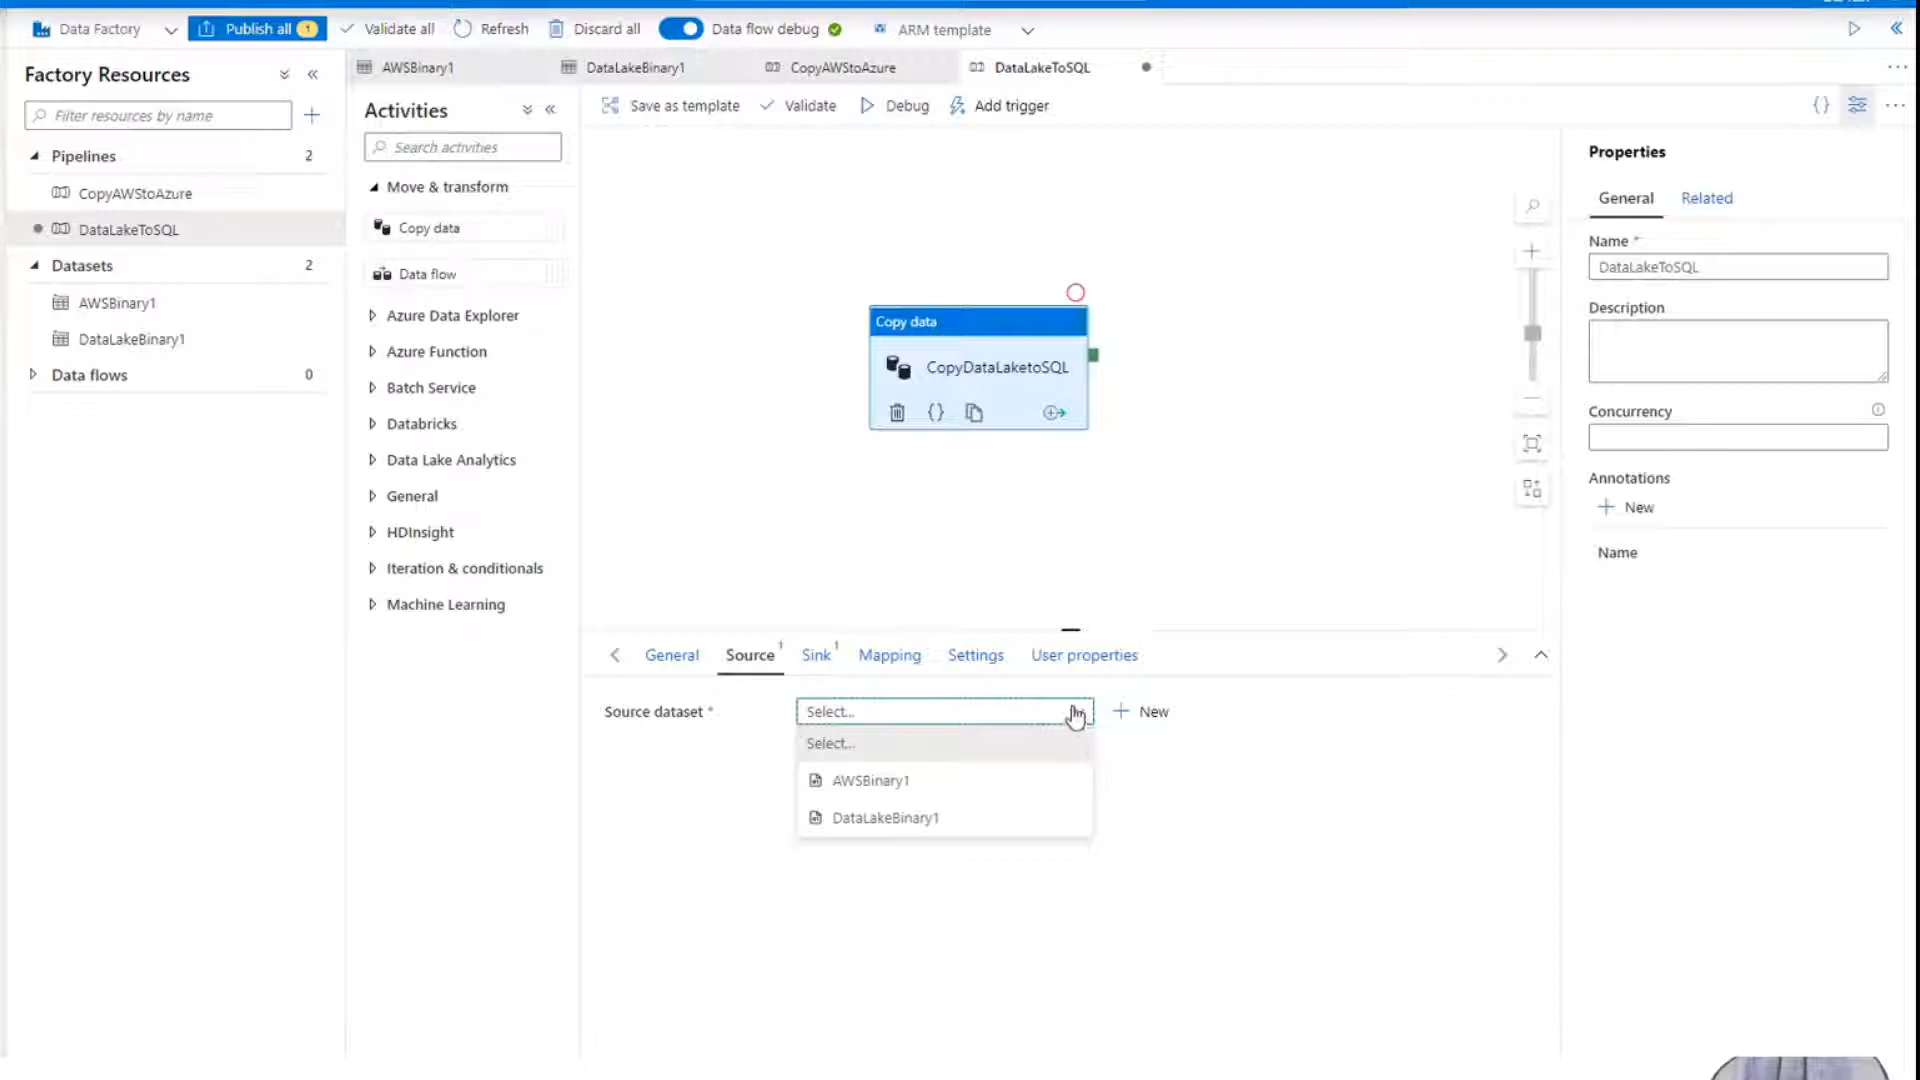 Data Factory
Publish all 1
Validate all
Refresh
Discard all
Data flow debug
ARM template
Factory Resources
Filter resources by name
Pipelines 2
CopyAWStoAzure
DataLakeToSQL
Datasets 2
AWSBinary1
DataLakeBinary1
Data flows 0
AWSBinary1
DataLakeBinary1
CopyAWStoAzure
DataLakeToSQL
Activities
Search activities
Move & transform
Copy data
Data flow
Azure Data Explorer
Azure Function
Batch Service
Databricks
Data Lake Analytics
General
HDInsight
Iteration & conditionals
Machine Learning
Save as template
Validate
Debug
Add trigger
Copy data
CopyDataLaketoSQL
General
Source 1
Sink 1
Mapping
Settings
User properties
Source dataset *
Select...
New
Select...
AWSBinary1
DataLakeBinary1
Properties
General
Related
Name *
DataLakeToSQL
Description
Concurrency
Annotations
New
Name